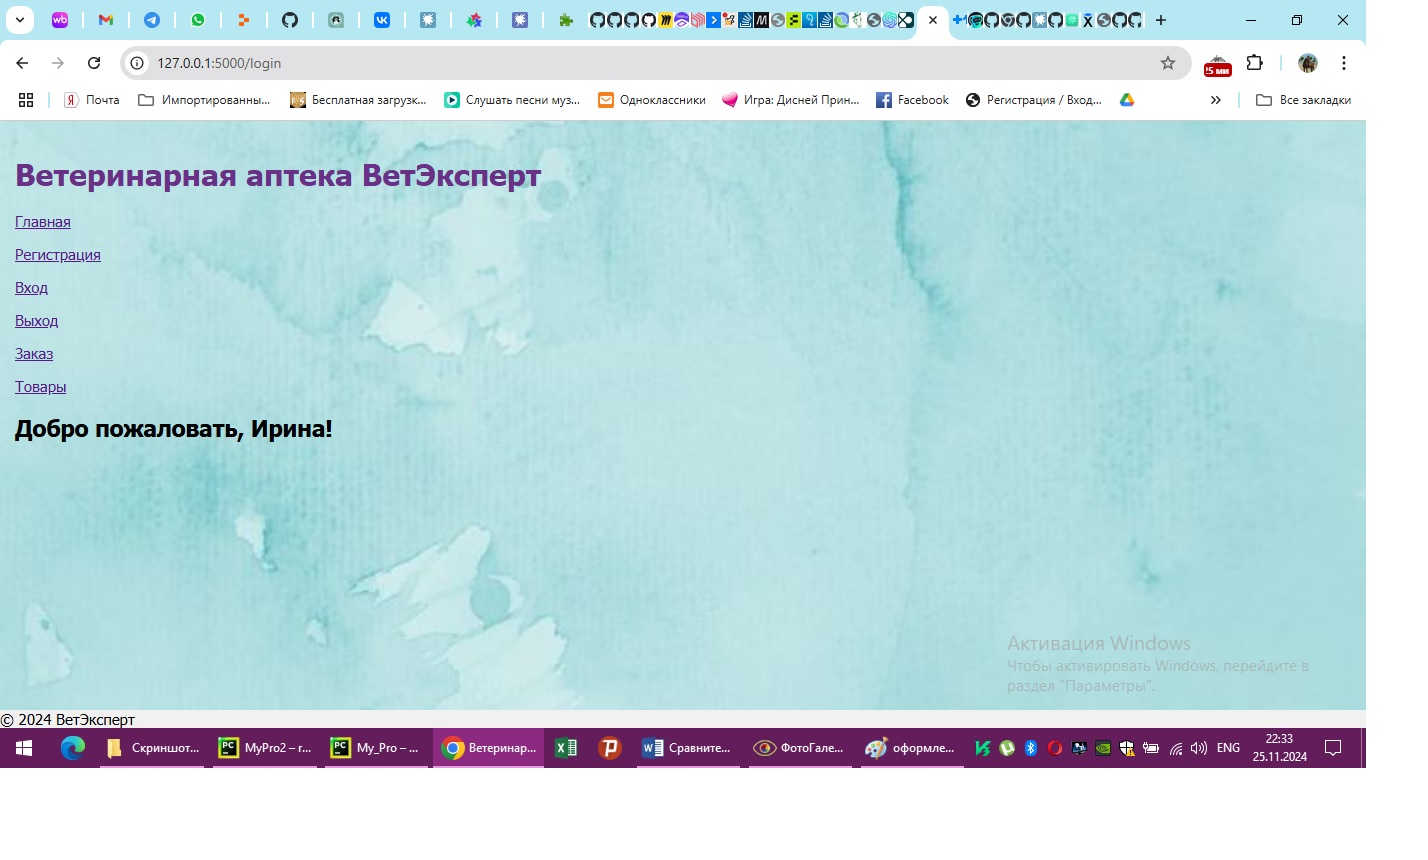 127.0.0.1:5000/login
15 ми
Почта
Импортированны...
Бесплатная загрузк...
Слушать песни муз...
Одноклассники
Игра: Дисней Прин...
Facebook
Регистрация / Вход...
Все закладки
Ветеринарная аптека ВетЭксперт
Главная
Регистрация
Вход
Выход
Заказ
Товары
Добро пожаловать, Ирина!
Активация Windows
Чтобы активировать Windows, перейдите в
раздел "Параметры".
© 2024 ВетЭксперт
Скриншот...
MyPro2 – r...
My_Pro – ...
Ветеринар...
Сравните...
ФотоГале...
оформле...
ENG
22:33
25.11.2024